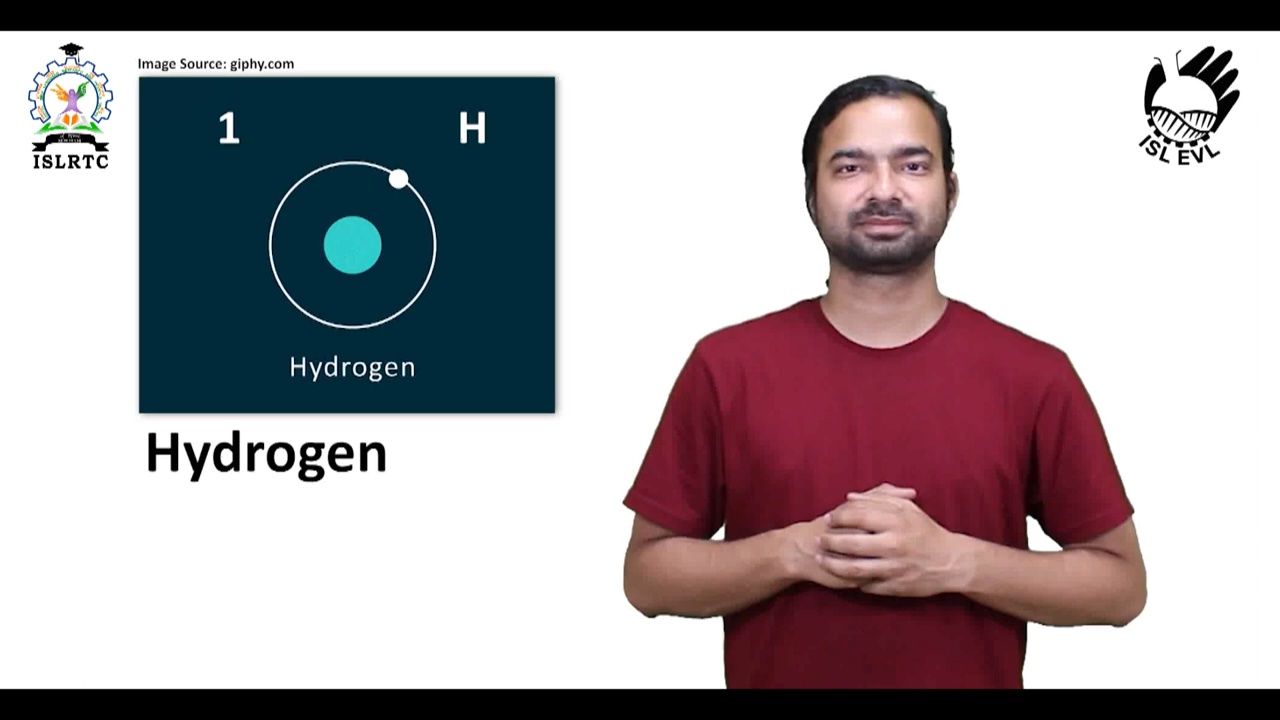 Image Source: giphy.com
1 H
Hydrogen
Hydrogen
ISLRTC
ISL EVL